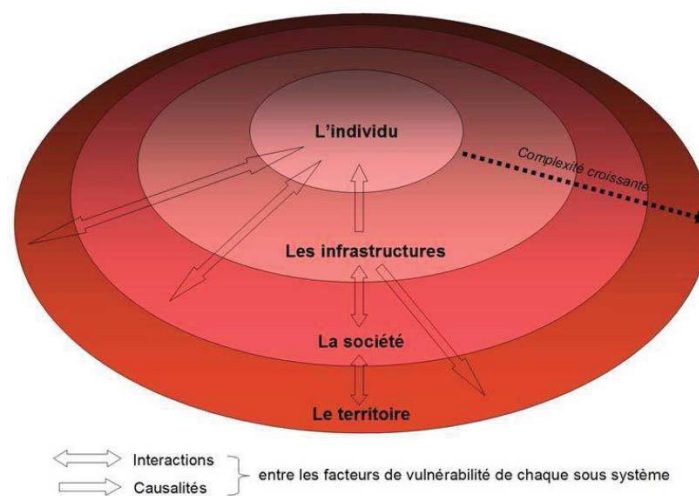 L'individu
Complexité croissante
Les infrastructures
La société
Le territoire
Interactions
Causalités
entre les facteurs de vulnérabilité de chaque sous système